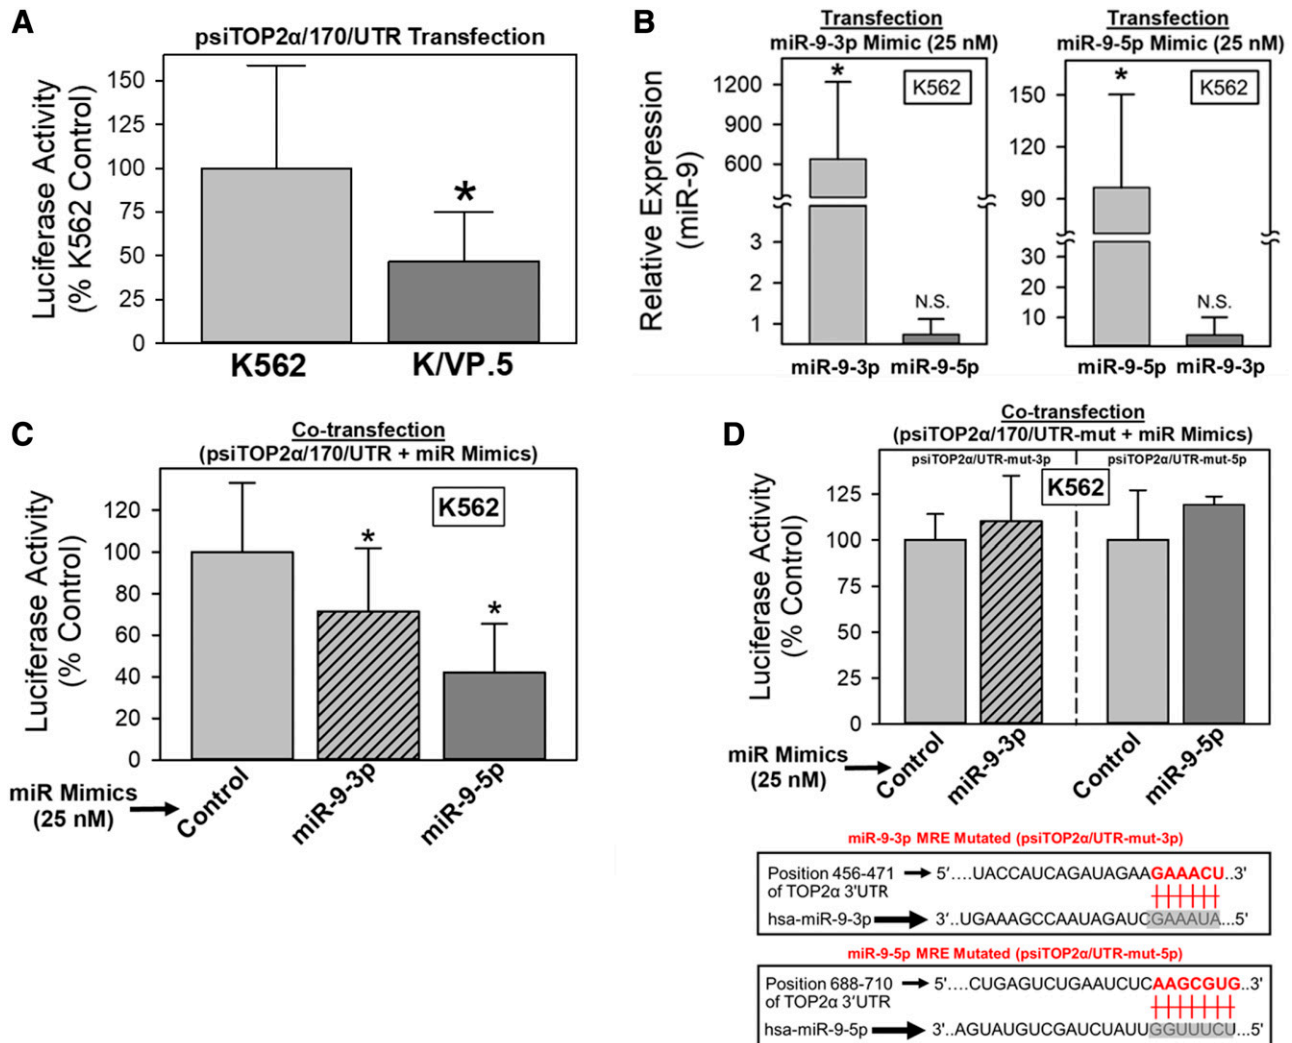 A
psiTOP2α/170/UTR Transfection
Luciferase Activity
(% K562 Control)
150
125
100
75
50
25
0
*
K562
K/VP.5
B
Transfection
miR-9-3p Mimic (25 nM)
Transfection
miR-9-5p Mimic (25 nM)
Relative Expression
(miR-9)
1200
900
600
3
2
1
*
K562
N.S.
miR-9-3p
miR-9-5p
150
120
90
30
20
10
*
K562
N.S.
miR-9-5p
miR-9-3p
C
Co-transfection
(psiTOP2α/170/UTR + miR Mimics)
Luciferase Activity
(% Control)
120
100
80
60
40
20
0
K562
*
*
miR Mimics
(25 nM)
Control
miR-9-3p
miR-9-5p
D
Co-transfection
(psiTOP2α/170/UTR-mut + miR Mimics)
psiTOP2α/UTR-mut-3p
psiTOP2α/UTR-mut-5p
K562
Luciferase Activity
(% Control)
125
100
75
50
25
0
miR Mimics
(25 nM)
Control
miR-9-3p
Control
miR-9-5p
miR-9-3p MRE Mutated (psiTOP2α/UTR-mut-3p)
Position 456-471 5'....UACCAUCAGAUAGAAGAAACU..3'
of TOP2α 3'UTR
hsa-miR-9-3p 3'..UGAAAGCCAAUAGAUCGAAAUA...5'
miR-9-5p MRE Mutated (psiTOP2α/UTR-mut-5p)
Position 688-710 5'....CUGAGUCUGAAUCUCAAGCGUG..3'
of TOP2α 3'UTR
hsa-miR-9-5p 3'..AGUAUGUCGAUCUAUUGGUUUCU...5'